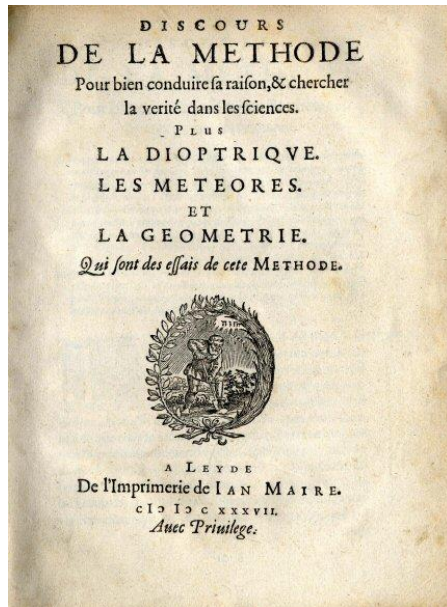 DISCOURS
DE LA METHODE
Pour bien conduire ſa raiſon, & chercher
la verité dans les ſciences.
PLUS
LA DIOPTRIQVE.
LES METEORES.
ET
LA GEOMETRIE.
Qui ſont des eſſais de cete METHODE.
A LEYDE
De l'Imprimerie de IAN MAIRE.
cIↃ IↃ C XXXVII.
Auec Priuilege.